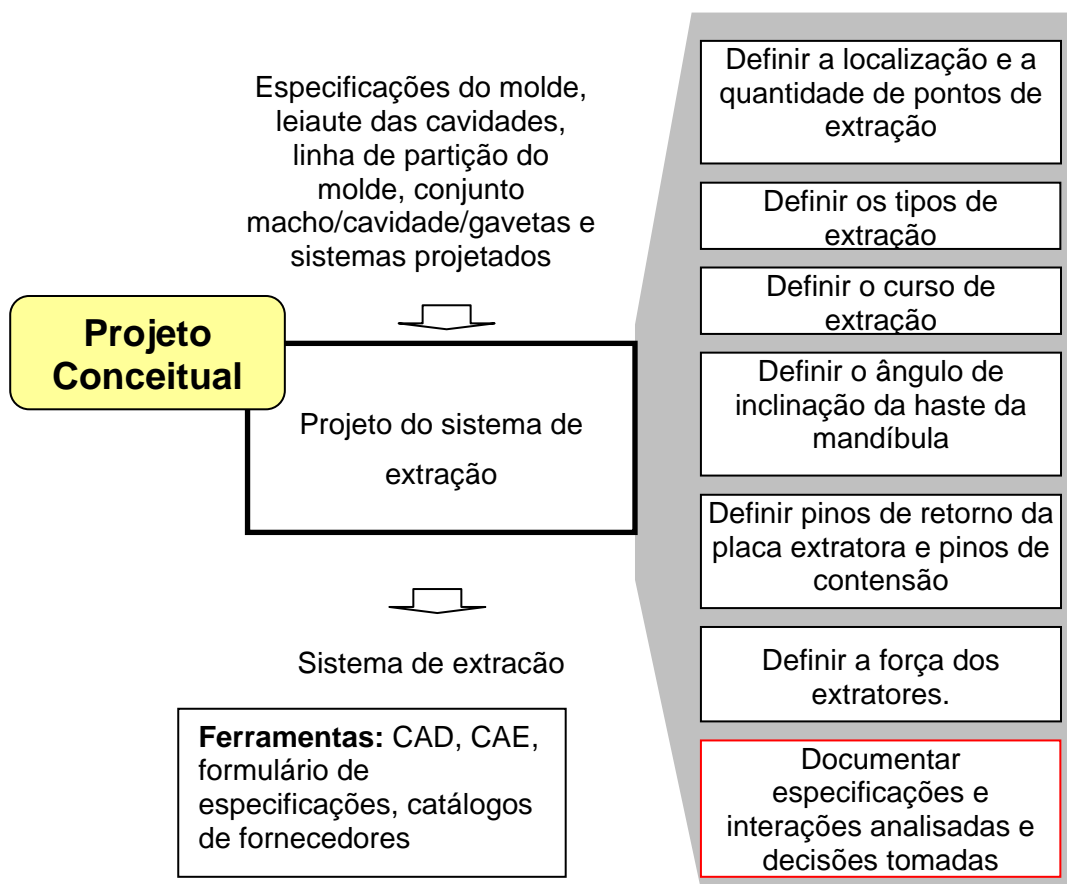 Especificações do molde,
leiaute das cavidades,
linha de partição do
molde, conjunto
macho/cavidade/gavetas e
sistemas projetados
Projeto
Conceitual
Projeto do sistema de
extração
Sistema de extracão
Ferramentas: CAD, CAE,
formulário de
especificações, catálogos
de fornecedores
Definir a localização e a
quantidade de pontos de
extração
Definir os tipos de
extração
Definir o curso de
extração
Definir o ângulo de
inclinação da haste da
mandíbula
Definir pinos de retorno da
placa extratora e pinos de
contensão
Definir a força dos
extratores.
Documentar
especificações e
interações analisadas e
decisões tomadas